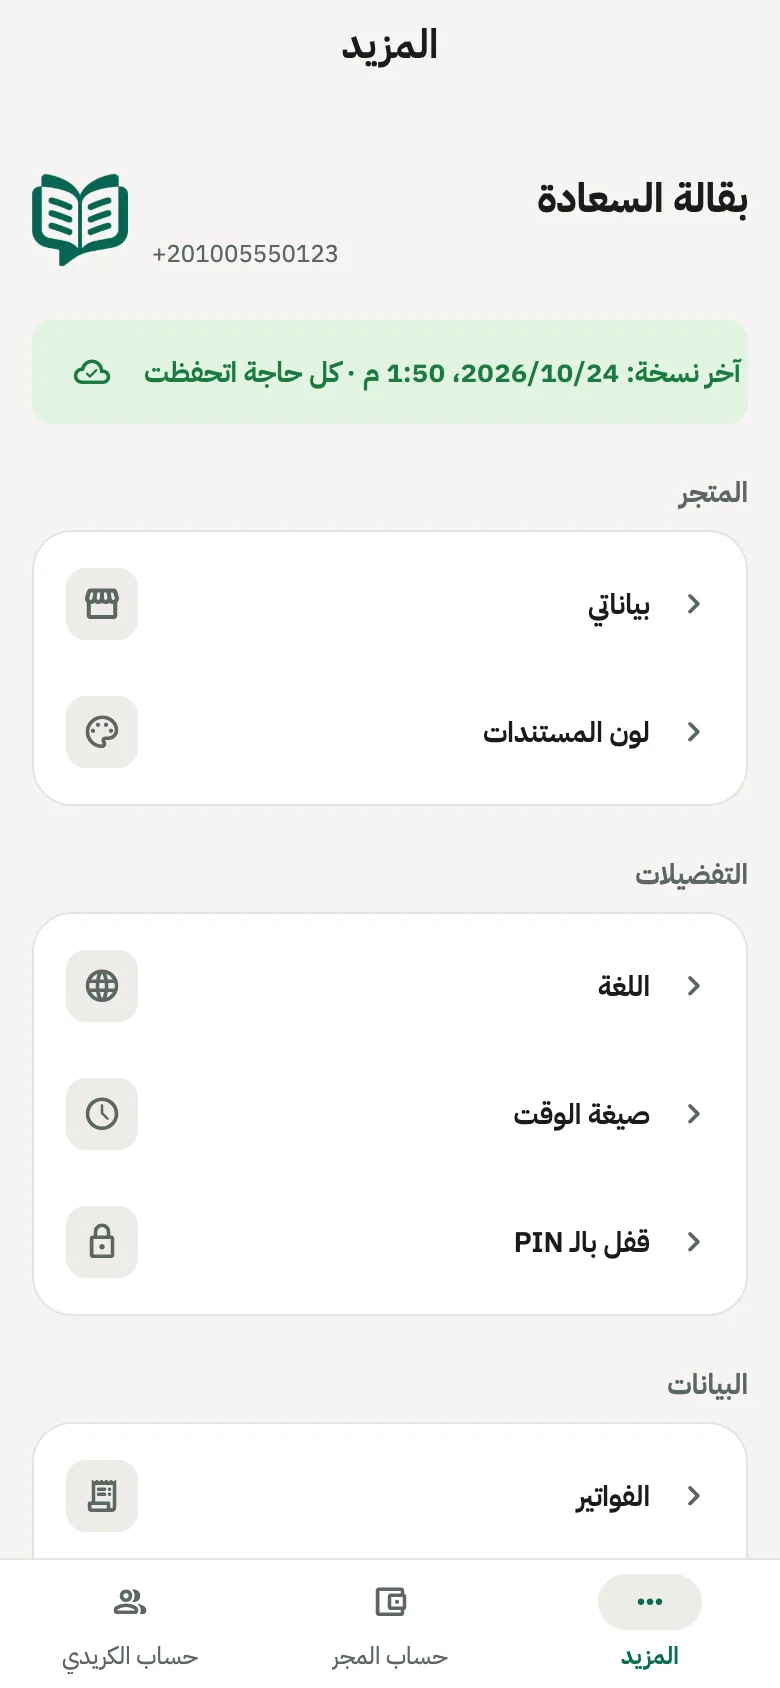 المزيد
بقالة السعادة
+201005550123
آخر نسخة: 2026/10/24، 1:50 م · كل حاجة اتحفظت
المتجر
بياناتي
لون المستندات
التفضيلات
اللغة
صيغة الوقت
قفل بالـ PIN
البيانات
الفواتير
المزيد
حساب المجر
حساب الكريدي